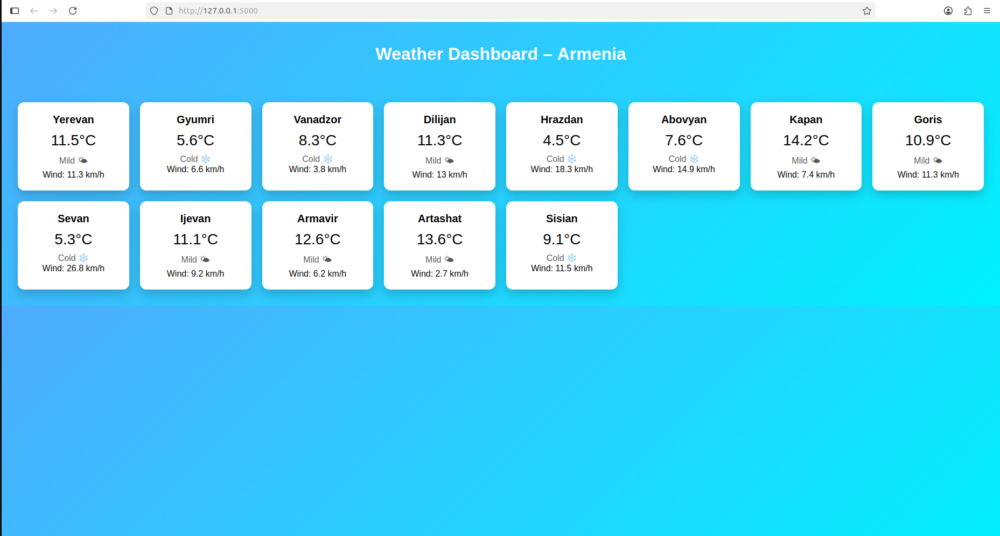 http://127.0.0.1:5000
Weather Dashboard – Armenia
Yerevan
11.5°C
Mild 🌤
Wind: 11.3 km/h
Gyumri
5.6°C
Cold ❄️
Wind: 6.6 km/h
Vanadzor
8.3°C
Cold ❄️
Wind: 3.8 km/h
Dilijan
11.3°C
Mild 🌤
Wind: 13 km/h
Hrazdan
4.5°C
Cold ❄️
Wind: 18.3 km/h
Abovyan
7.6°C
Cold ❄️
Wind: 14.9 km/h
Kapan
14.2°C
Mild 🌤
Wind: 7.4 km/h
Goris
10.9°C
Mild 🌤
Wind: 11.3 km/h
Sevan
5.3°C
Cold ❄️
Wind: 26.8 km/h
Ijevan
11.1°C
Mild 🌤
Wind: 9.2 km/h
Armavir
12.6°C
Mild 🌤
Wind: 6.2 km/h
Artashat
13.6°C
Mild 🌤
Wind: 2.7 km/h
Sisian
9.1°C
Cold ❄️
Wind: 11.5 km/h